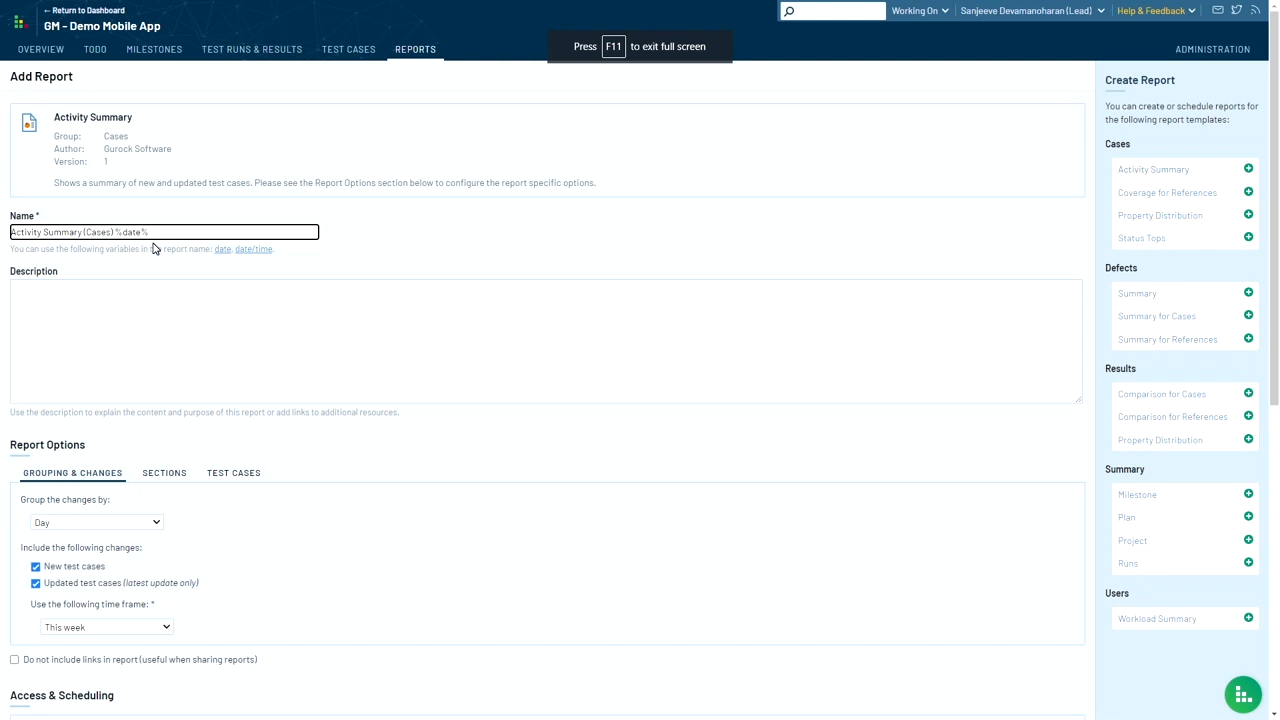 ← Return to Dashboard
GM - Demo Mobile App
Working On
Sanjeeve Devamanoharan (Lead)
Help & Feedback
OVERVIEW
TODO
MILESTONES
TEST RUNS & RESULTS
TEST CASES
REPORTS
ADMINISTRATION
Press F11 to exit full screen
Add Report
Activity Summary
Group: Cases
Author: Gurock Software
Version: 1
Shows a summary of new and updated test cases. Please see the Report Options section below to configure the report specific options.
Name *
Activity Summary (Cases) %date%
You can use the following variables in report name: date, date/time.
Description
Use the description to explain the content and purpose of this report or add links to additional resources.
Report Options
GROUPING & CHANGES
SECTIONS
TEST CASES
Group the changes by:
Day
Include the following changes:
New test cases
Updated test cases (latest update only)
Use the following time frame: *
This week
Do not include links in report (useful when sharing reports)
Access & Scheduling
Create Report
You can create or schedule reports for
the following report templates:
Cases
Activity Summary
Coverage for References
Property Distribution
Status Tops
Defects
Summary
Summary for Cases
Summary for References
Results
Comparison for Cases
Comparison for References
Property Distribution
Summary
Milestone
Plan
Project
Runs
Users
Workload Summary